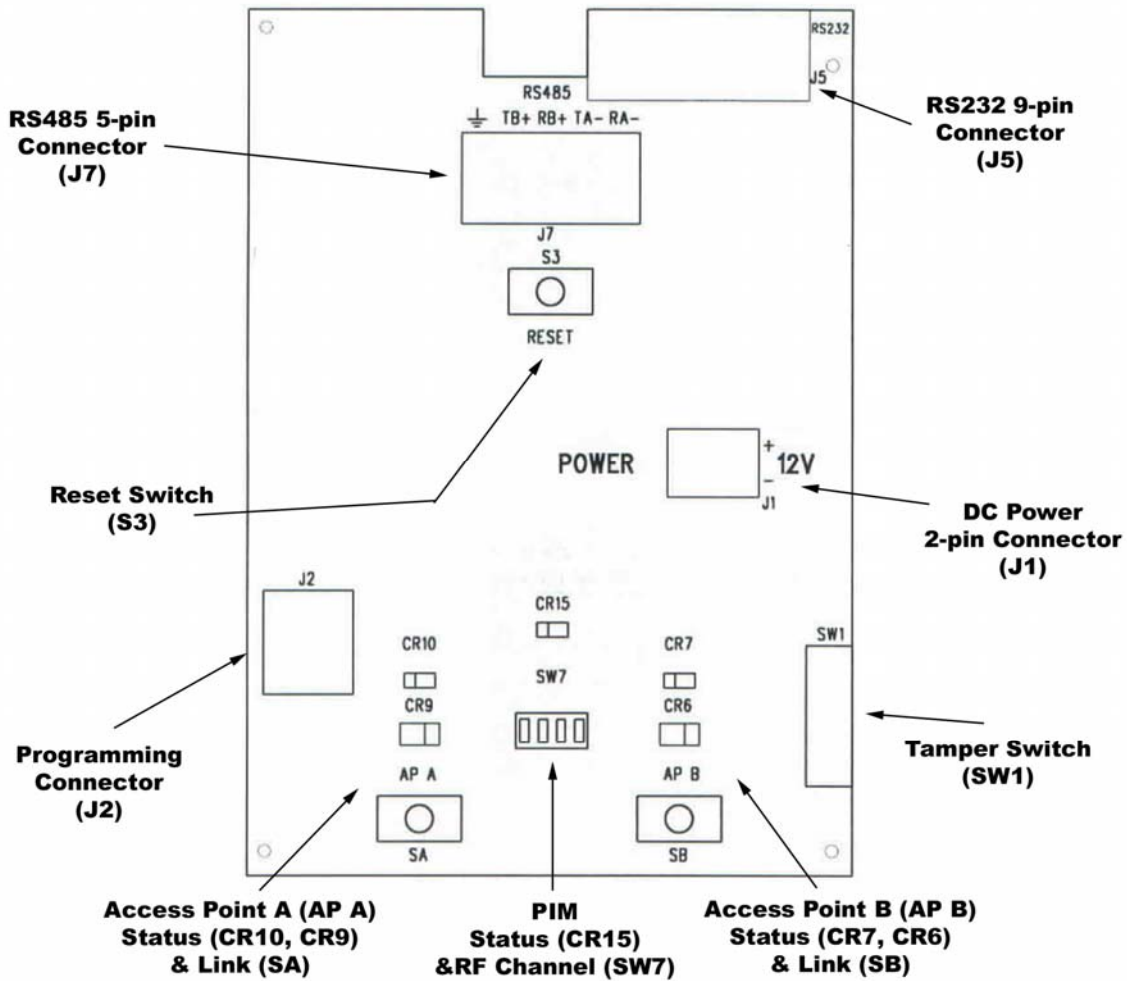 RS232
J5
RS485
TB+ RB+ TA- RA-
RS485 5-pin
Connector
(J7)
RS232 9-pin
Connector
(J5)
J7
S3
RESET
POWER
+
12V
-
J1
Reset Switch
(S3)
DC Power
2-pin Connector
(J1)
J2
CR15
CR10
CR7
SW1
SW7
CR9
CR6
Programming
Connector
(J2)
Tamper Switch
(SW1)
AP A
AP B
SA
SB
Access Point A (AP A)
Status (CR10, CR9)
& Link (SA)
PIM
Status (CR15)
&RF Channel (SW7)
Access Point B (AP B)
Status (CR7, CR6)
& Link (SB)